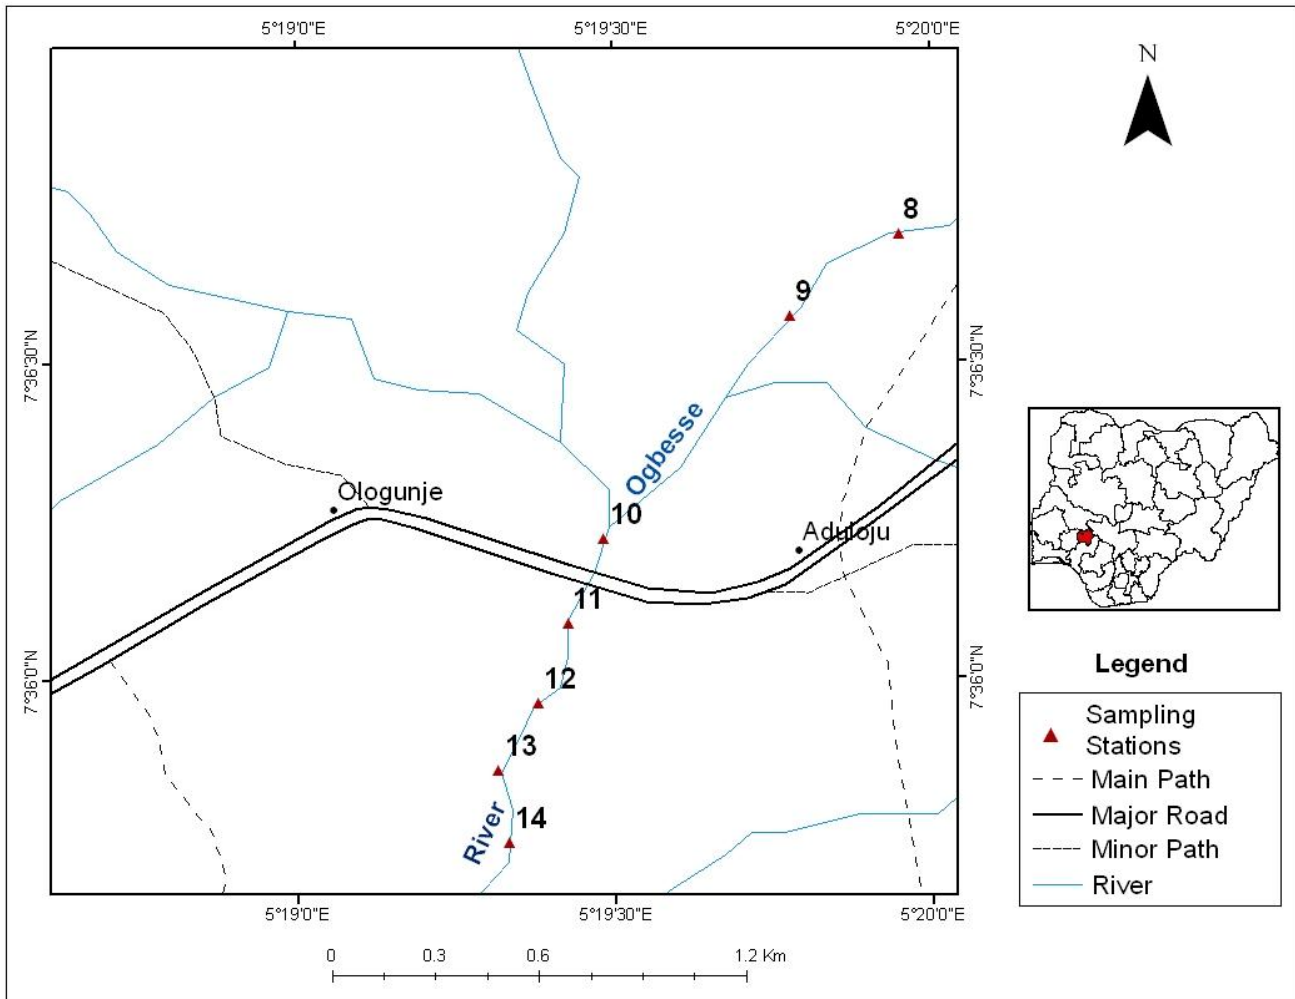 5°19'0"E
5°19'30"E
5°20'0"E
N
8
9
7°36'30"N
7°36'30"N
Ogbesse
Ologunje
10
Aduloju
11
7°36'0"N
7°36'0"N
12
13
14
River
Legend
Sampling
Stations
Main Path
Major Road
Minor Path
River
5°19'0"E
5°19'30"E
5°20'0"E
0
0.3
0.6
1.2 Km